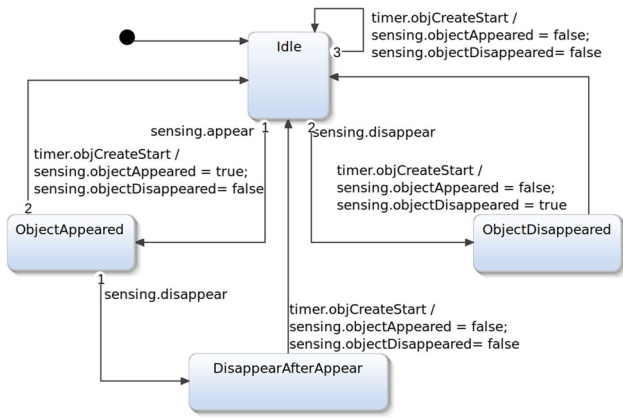 timer.objCreateStart /
sensing.objectAppeared = false;
sensing.objectDisappeared= false
Idle
3
sensing.appear
1
2
sensing.disappear
timer.objCreateStart /
sensing.objectAppeared = true;
sensing.objectDisappeared= false
2
timer.objCreateStart /
sensing.objectAppeared = false;
sensing.objectDisappeared = true
ObjectAppeared
ObjectDisappeared
1
sensing.disappear
timer.objCreateStart /
sensing.objectAppeared = false;
sensing.objectDisappeared= false
DisappearAfterAppear